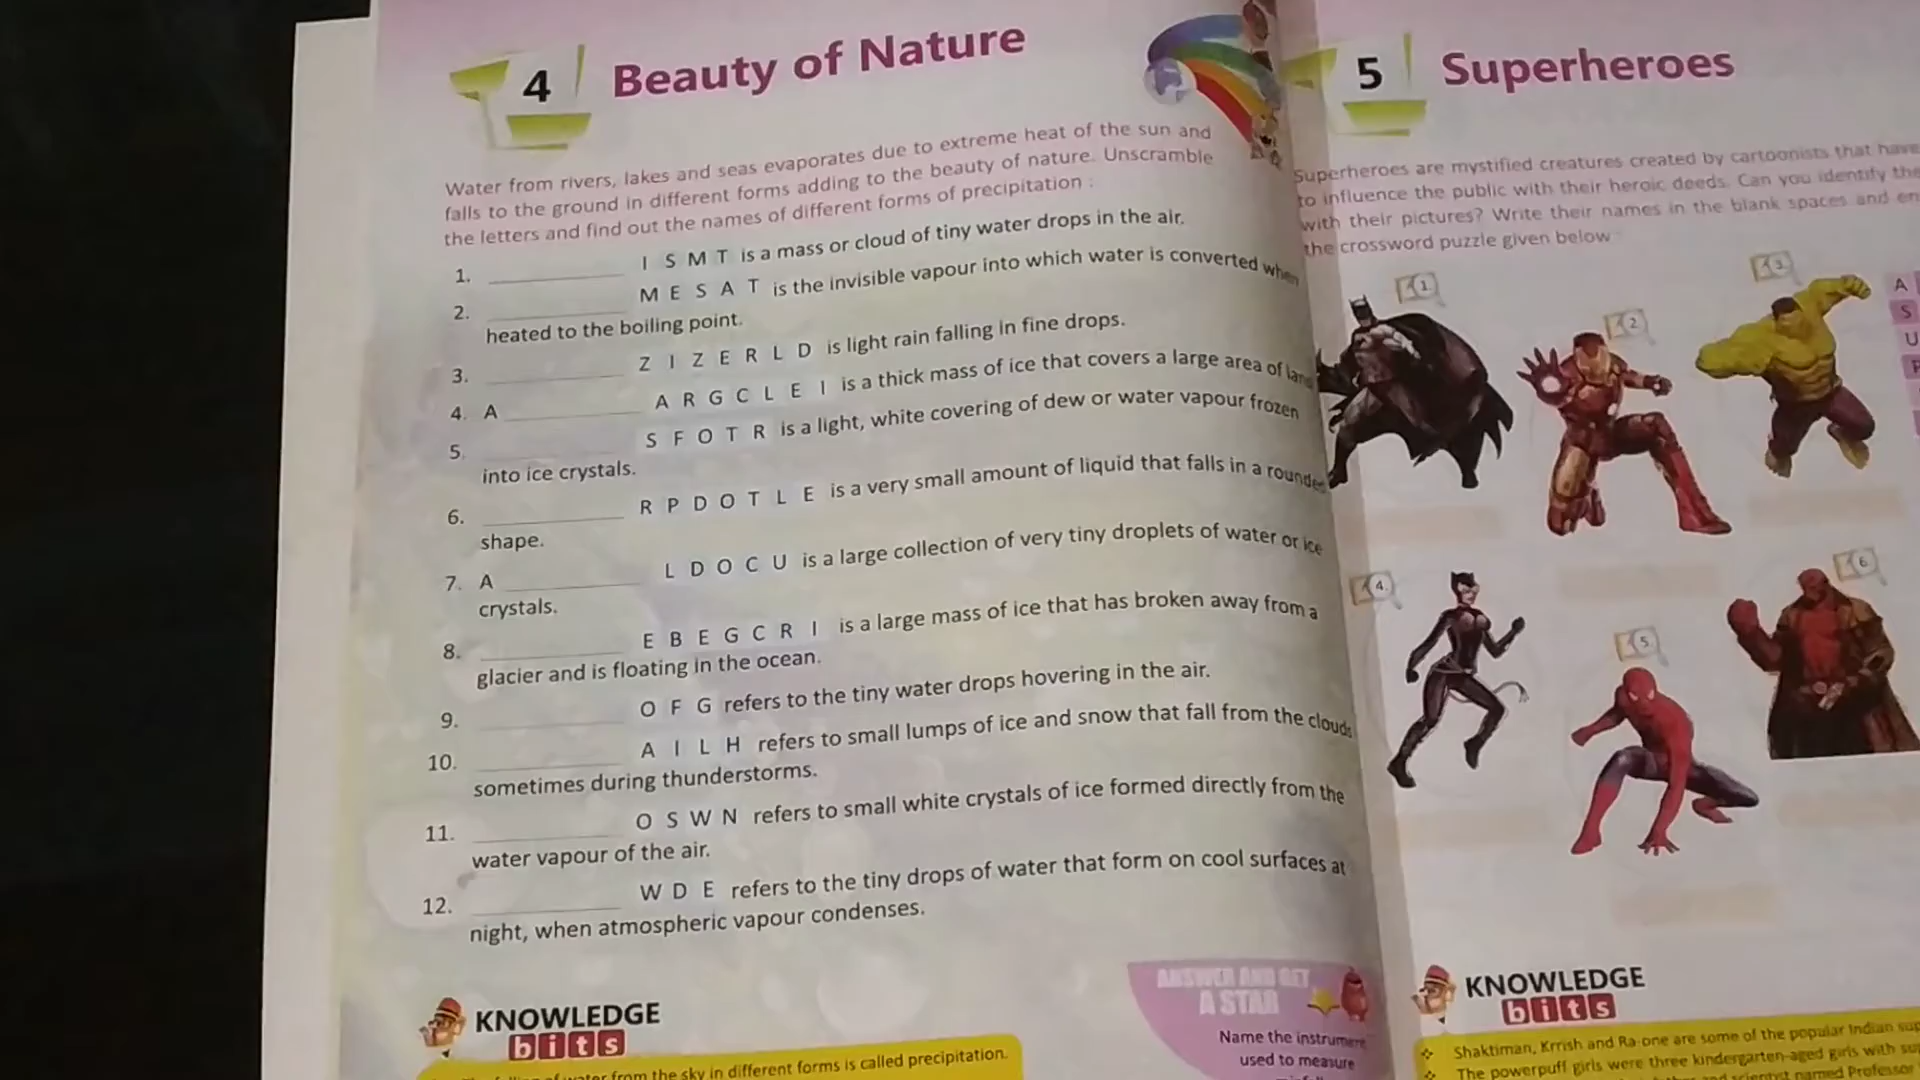 4 Beauty of Nature
Water from rivers, lakes and seas evaporates due to extreme heat of the sun and
falls to the ground in different forms adding to the beauty of nature. Unscramble
the letters and find out the names of different forms of precipitation :
1. ____________ I S M T is a mass or cloud of tiny water drops in the air.
2. ____________ M E S A T is the invisible vapour into which water is converted when
heated to the boiling point.
3. ____________ Z I Z E R L D is light rain falling in fine drops.
4. A ____________ A R G C L E I is a thick mass of ice that covers a large area of land
5. ____________ S F O T R is a light, white covering of dew or water vapour frozen
into ice crystals.
6. ____________ R P D O T L E is a very small amount of liquid that falls in a rounded
shape.
7. A ____________ L D O C U is a large collection of very tiny droplets of water or ice
crystals.
8. ____________ E B E G C R I is a large mass of ice that has broken away from a
glacier and is floating in the ocean.
9. ____________ O F G refers to the tiny water drops hovering in the air.
10. ____________ A I L H refers to small lumps of ice and snow that fall from the clouds
sometimes during thunderstorms.
11. ____________ O S W N refers to small white crystals of ice formed directly from the
water vapour of the air.
12. ____________ W D E refers to the tiny drops of water that form on cool surfaces at
night, when atmospheric vapour condenses.
KNOWLEDGE
bits
of water from the sky in different forms is called precipitation.
ANSWER AND GET
A STAR
Name the instrument
used to measure
5 Superheroes
Superheroes are mystified creatures created by cartoonists that have
to influence the public with their heroic deeds. Can you identify the
with their pictures? Write their names in the blank spaces and en
the crossword puzzle given below
1.
2.
3.
A
S
U
4.
5.
6.
KNOWLEDGE
bits
Shaktiman, Krrish and Ra-one are some of the popular Indian sup
The powerpuff girls were three kindergarten-aged girls with su
scientist named Professor